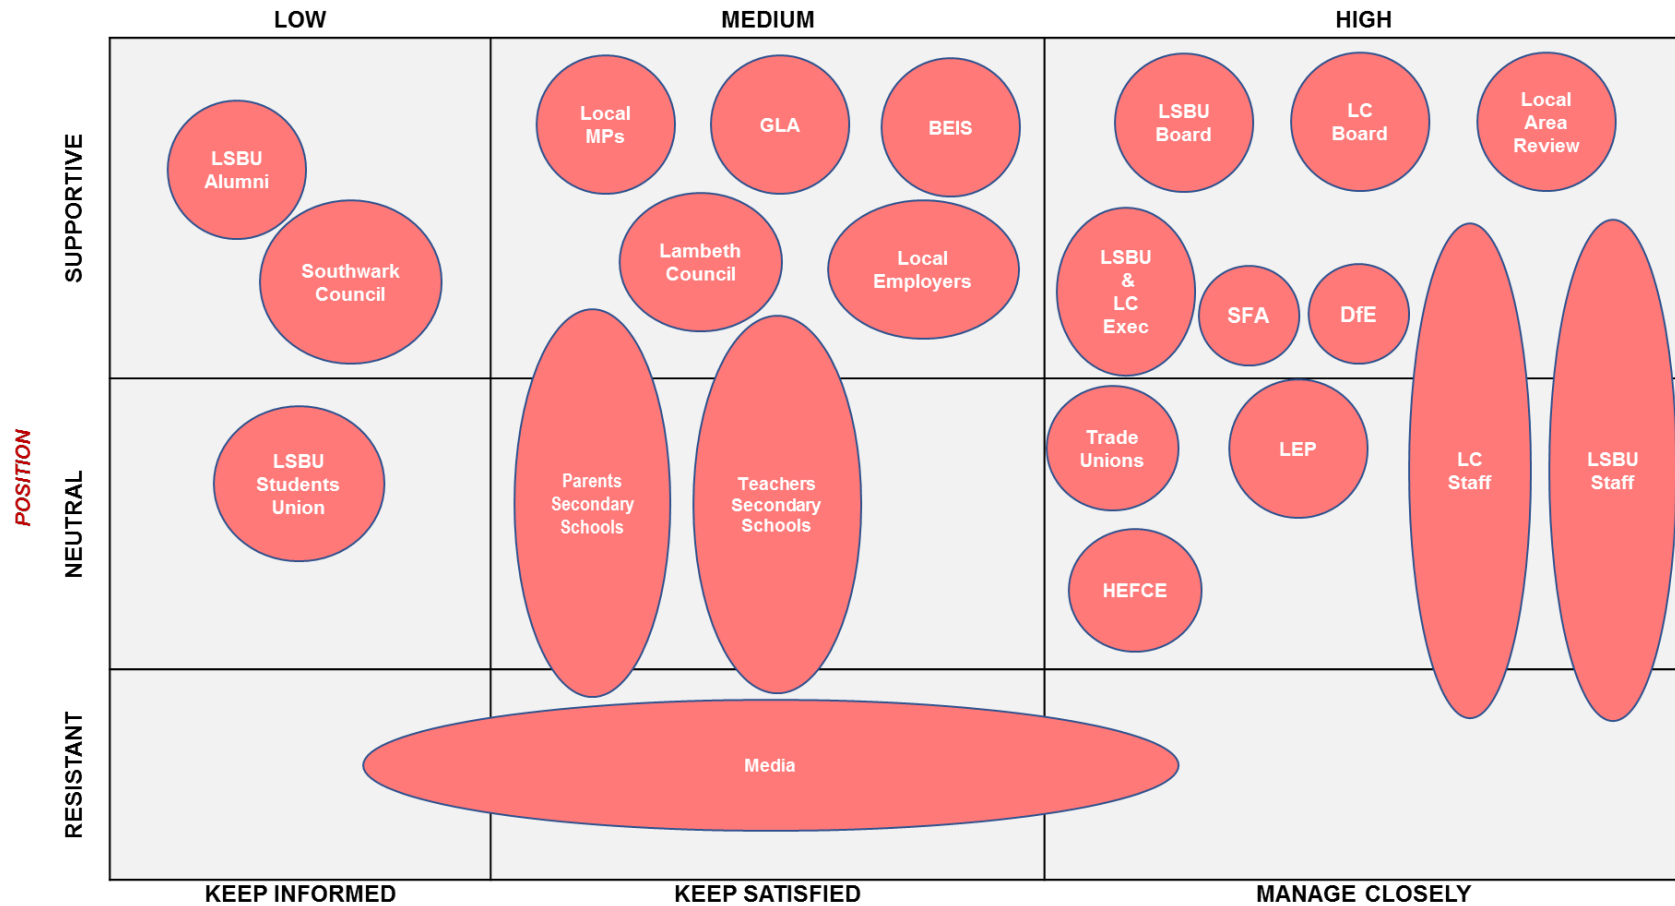 LOW
MEDIUM
HIGH
POSITION
SUPPORTIVE
NEUTRAL
RESISTANT
LSBU
Alumni
Southwark
Council
Local
MPs
GLA
BEIS
Lambeth
Council
Local
Employers
LSBU
Board
LC
Board
Local
Area
Review
LSBU
&
LC
Exec
SFA
DfE
LSBU
Students
Union
Parents
Secondary
Schools
Teachers
Secondary
Schools
Trade
Unions
LEP
HEFCE
LC
Staff
LSBU
Staff
Media
KEEP INFORMED
KEEP SATISFIED
MANAGE CLOSELY